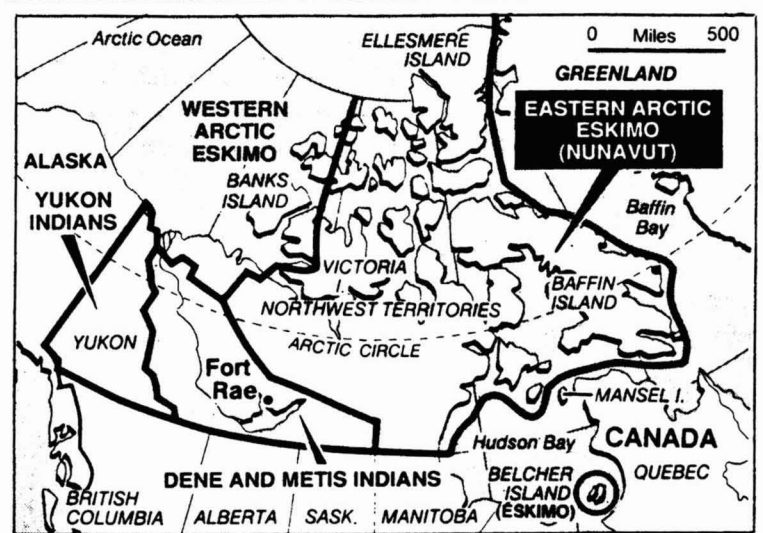 Arctic Ocean
ELLESMERE
ISLAND
0 Miles 500
GREENLAND
WESTERN
ARCTIC
ESKIMO
EASTERN ARCTIC
ESKIMO
(NUNAVUT)
ALASKA
BANKS
ISLAND
YUKON
INDIANS
Baffin
Bay
VICTORIA
I.
BAFFIN
ISLAND
NORTHWEST TERRITORIES
YUKON
ARCTIC CIRCLE
Fort
Rae
MANSEL I.
Hudson Bay
CANADA
DENE AND METIS INDIANS
BELCHER
ISLAND
(ESKIMO)
QUEBEC
BRITISH
COLUMBIA
ALBERTA
SASK.
MANITOBA